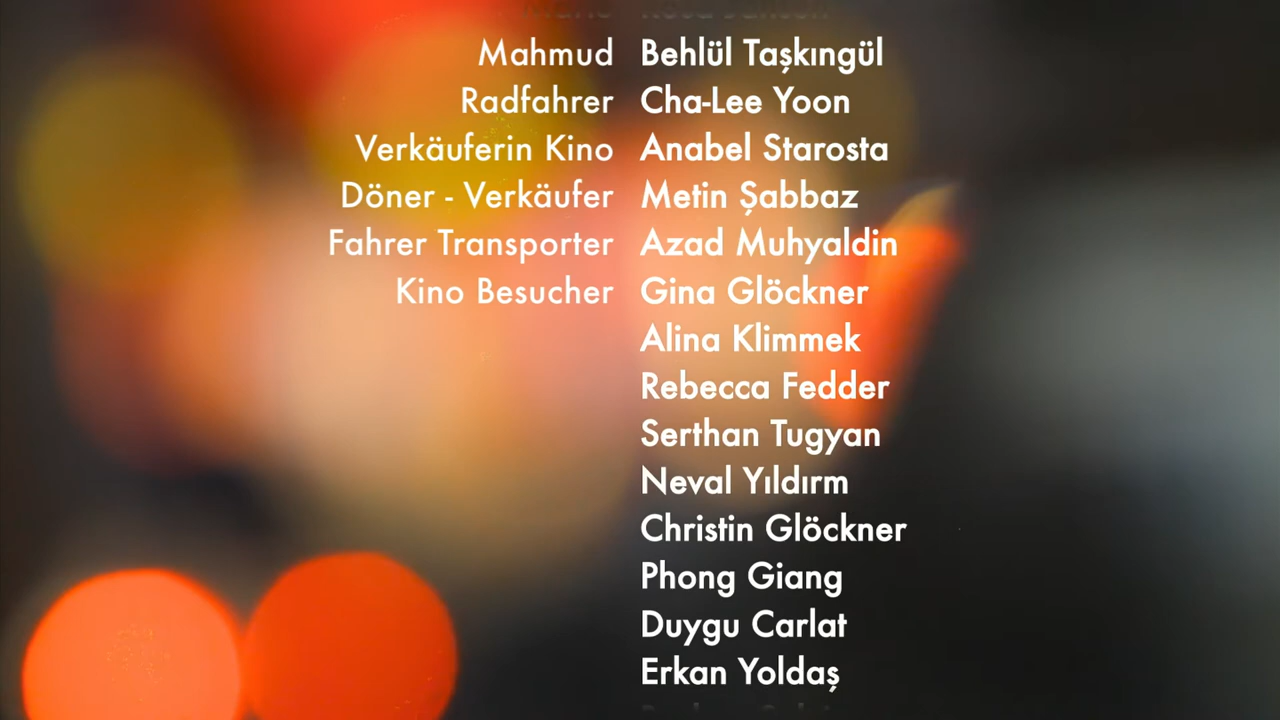 Mahmud Behlül Taşkıngül
Radfahrer Cha-Lee Yoon
Verkäuferin Kino Anabel Starosta
Döner - Verkäufer Metin Şabbaz
Fahrer Transporter Azad Muhyaldin
Kino Besucher Gina Glöckner
Alina Klimmek
Rebecca Fedder
Serthan Tugyan
Neval Yıldırm
Christin Glöckner
Phong Giang
Duygu Carlat
Erkan Yoldaş